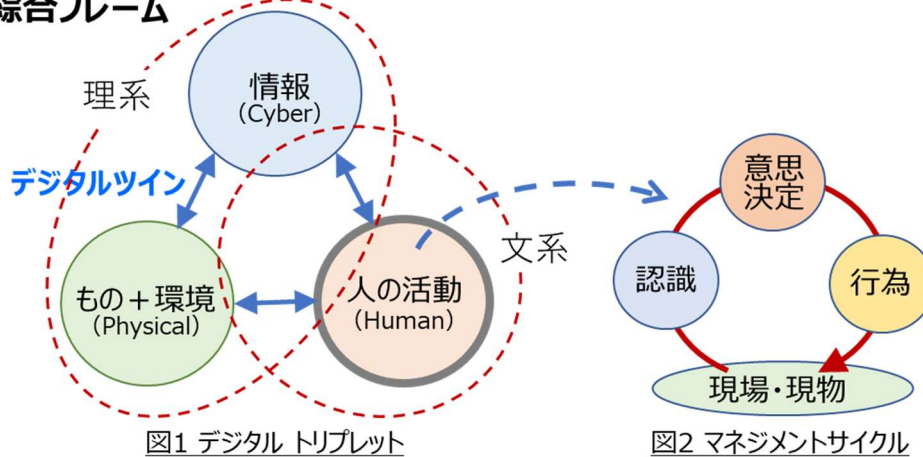 綜合フレーム
理系
情報
(Cyber)
デジタルツイン
もの+環境
(Physical)
人の活動
(Human)
文系
図1 デジタル トリプレット
意思
決定
認識
行為
現場・現物
図2 マネジメントサイクル